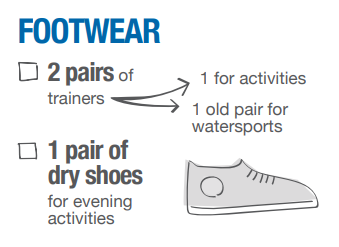 FOOTWEAR
2 pairs of
trainers
1 for activities
1 old pair for
watersports
1 pair of
dry shoes
for evening
activities